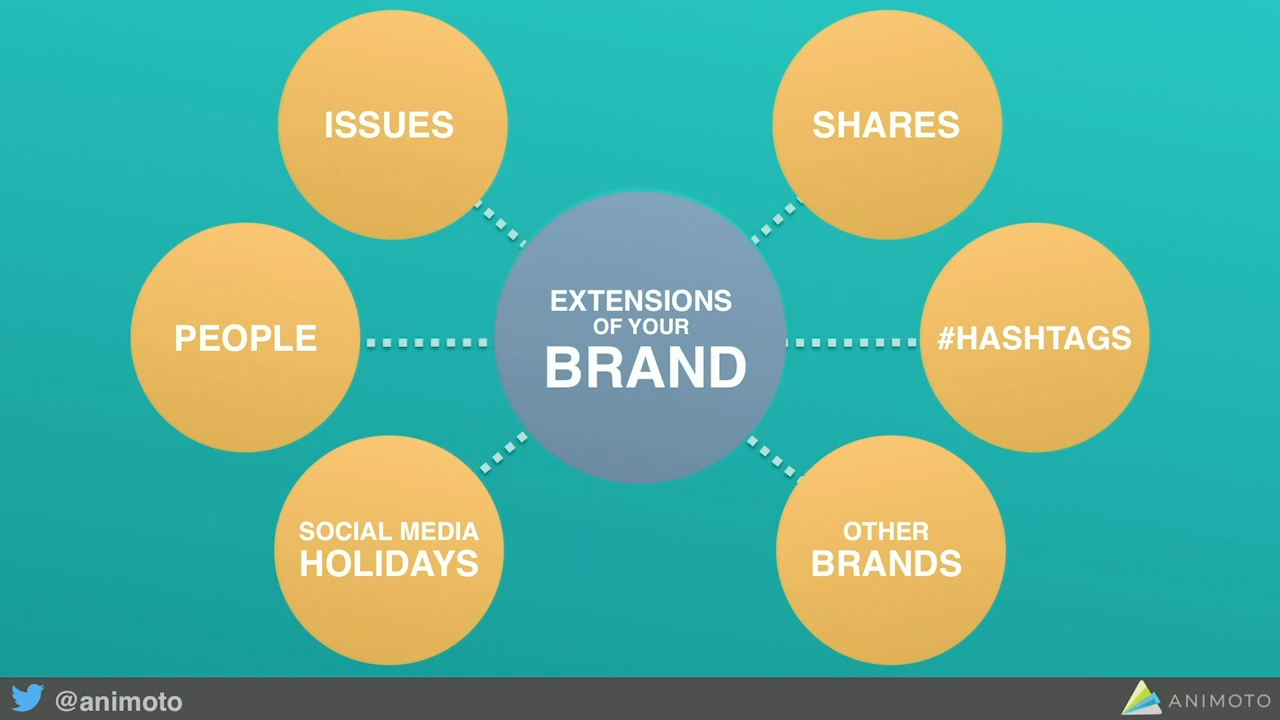 ISSUES
SHARES
PEOPLE
EXTENSIONS
OF YOUR
BRAND
#HASHTAGS
SOCIAL MEDIA
HOLIDAYS
OTHER
BRANDS
@animoto
ANIMOTO